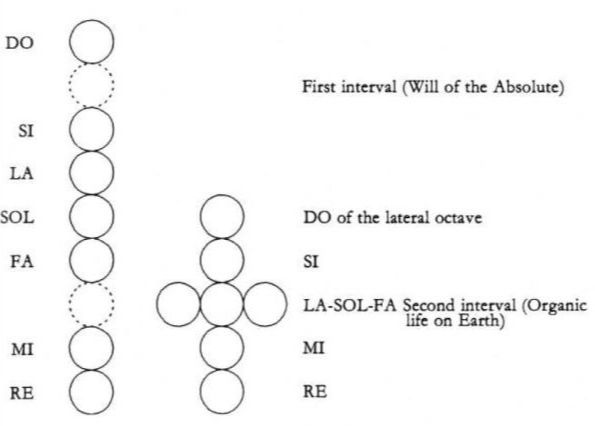 DO
First interval (Will of the Absolute)
SI
LA
SOL
DO of the lateral octave
FA
SI
LA-SOL-FA Second interval (Organic
life on Earth)
MI
MI
RE
RE